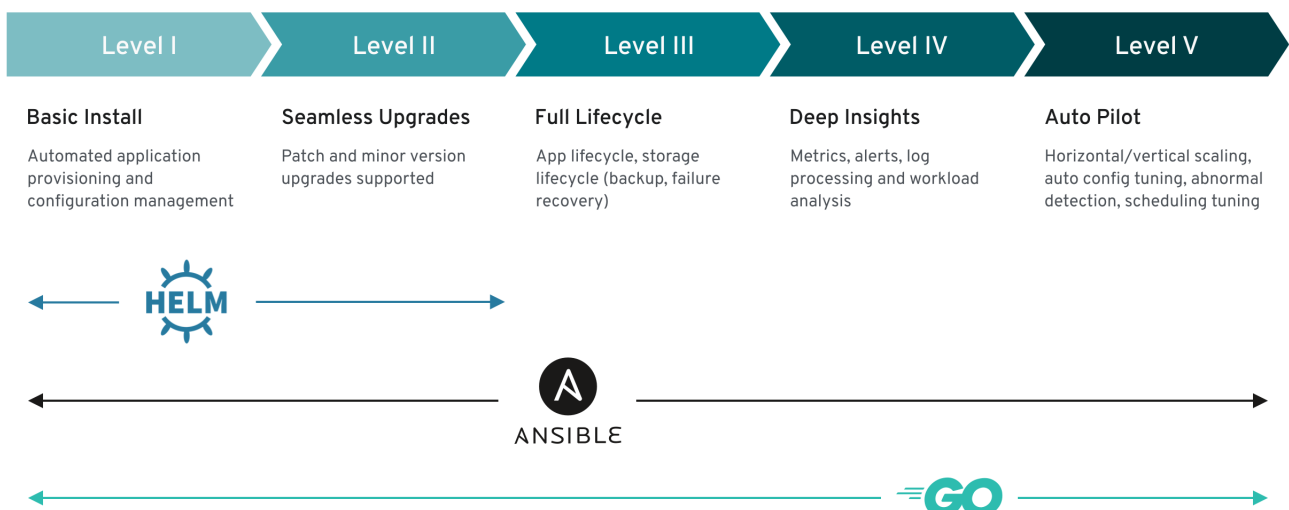 Level I
Level II
Level III
Level IV
Level V
Basic Install
Automated application
provisioning and
configuration management
Seamless Upgrades
Patch and minor version
upgrades supported
Full Lifecycle
App lifecycle, storage
lifecycle (backup, failure
recovery)
Deep Insights
Metrics, alerts, log
processing and workload
analysis
Auto Pilot
Horizontal/vertical scaling,
auto config tuning, abnormal
detection, scheduling tuning
HELM
ANSIBLE
GO